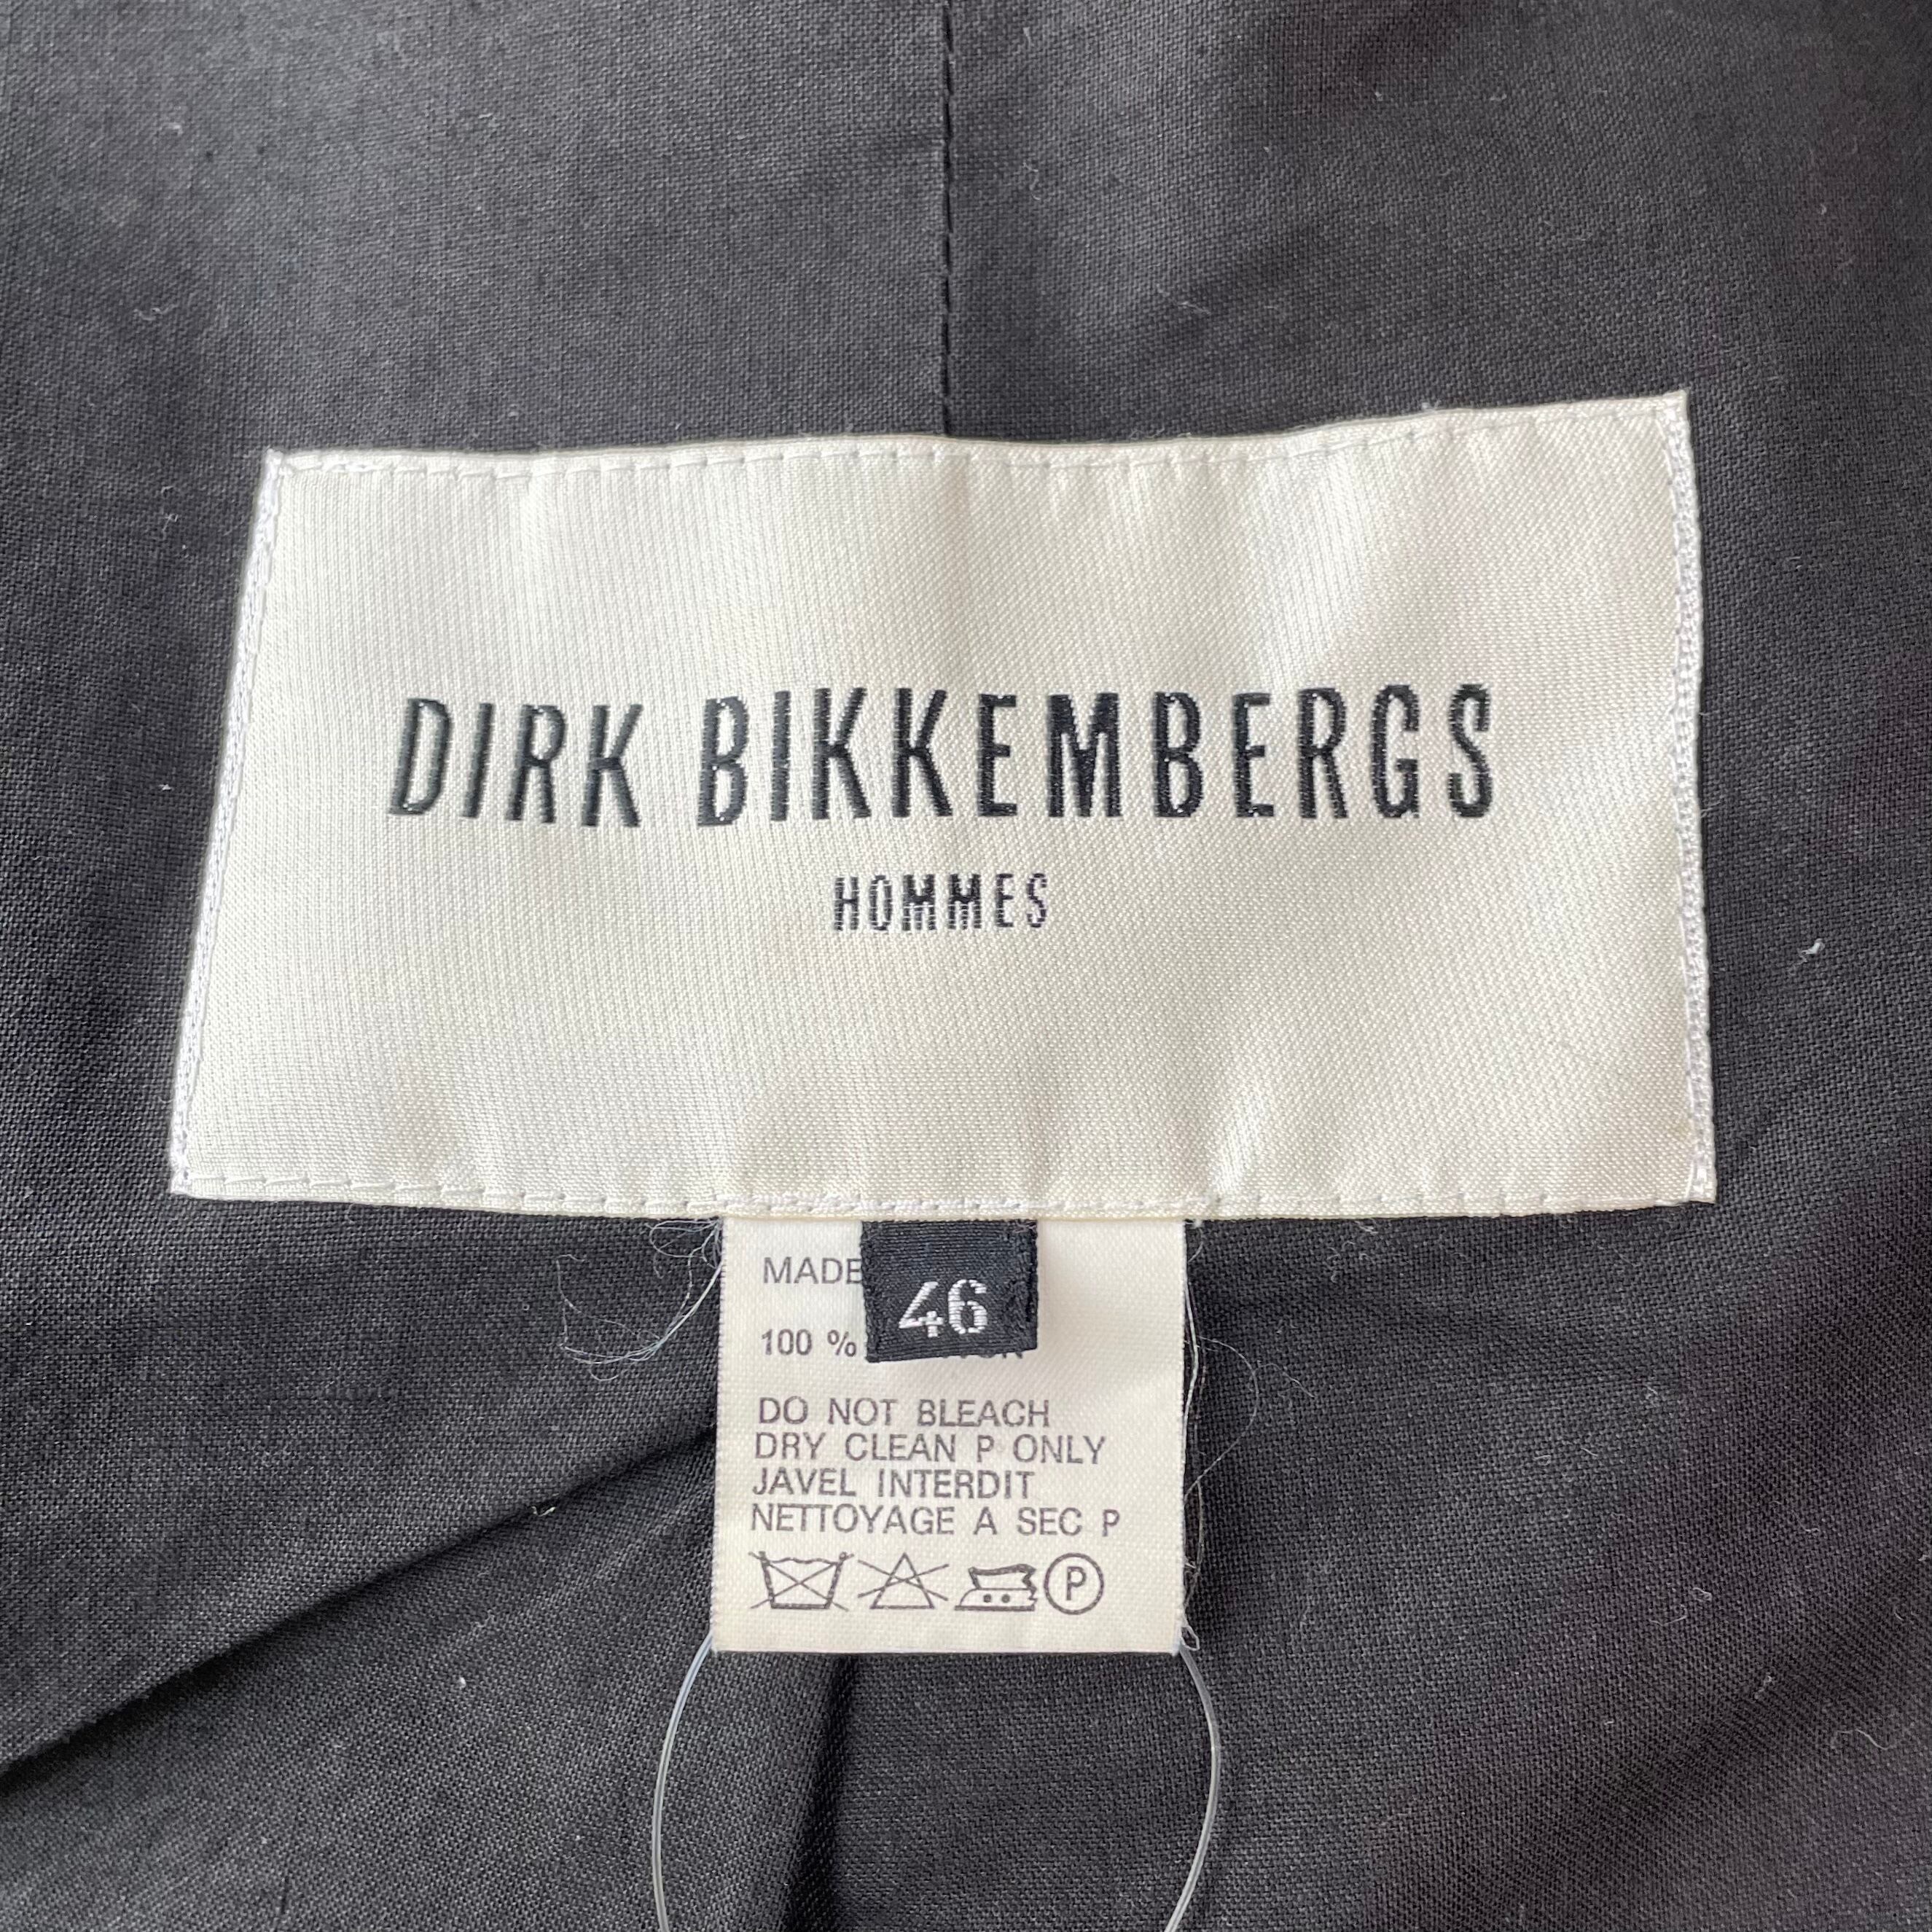 DIRK BIKKEMBERGS
HOMMES
MADE
46
100 %
DO NOT BLEACH
DRY CLEAN P ONLY
JAVEL INTERDIT
NETTOYAGE A SEC P
P